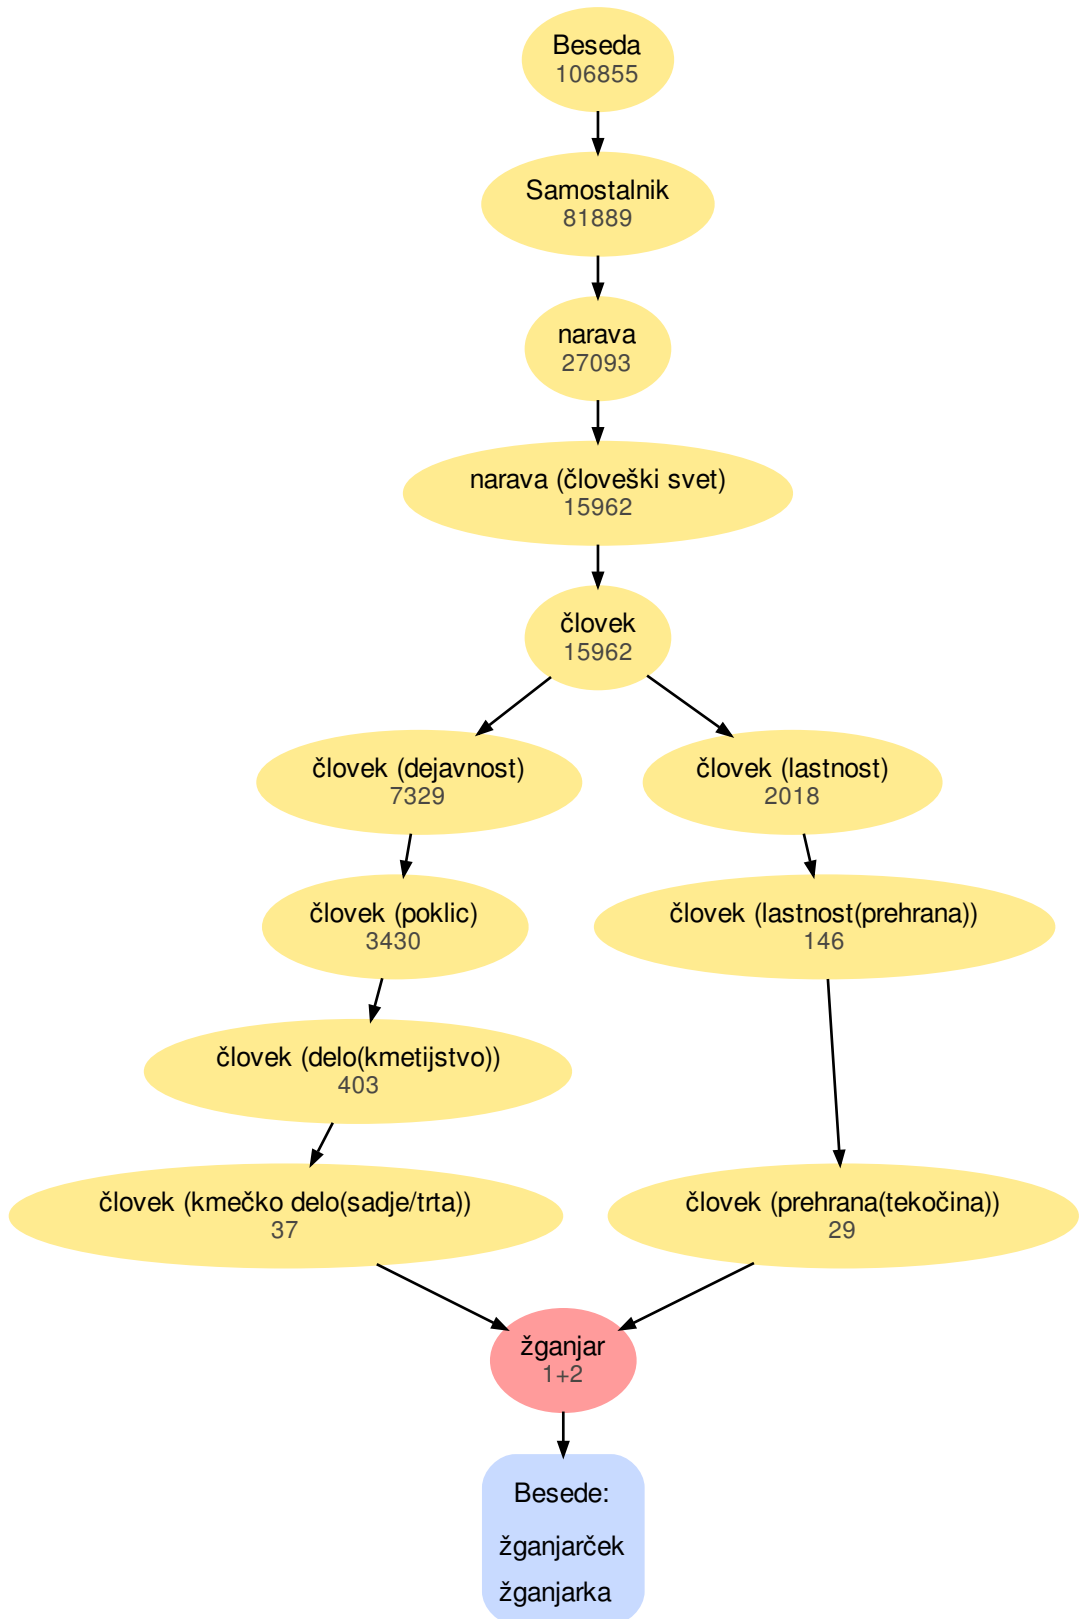 Beseda
106855
Samostalnik
81889
narava
27093
narava (človeški svet)
15962
človek
15962
človek (dejavnost)
7329
človek (lastnost)
2018
človek (poklic)
3430
človek (lastnost(prehrana))
146
človek (delo(kmetijstvo))
403
človek (kmečko delo(sadje/trta))
37
človek (prehrana(tekočina))
29
žganjar
1+2
Besede:
žganjarček
žganjarka